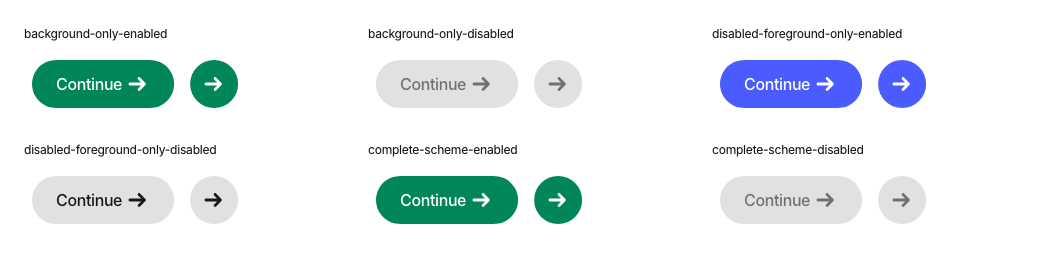 background-only-enabled
background-only-disabled
disabled-foreground-only-enabled
Continue
Continue
Continue
disabled-foreground-only-disabled
complete-scheme-enabled
complete-scheme-disabled
Continue
Continue
Continue